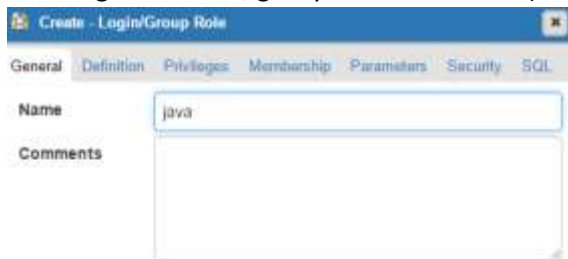 Create - Login/Group Role
General Definition Privileges Membership Parameters Security SQL
Name java
Comments